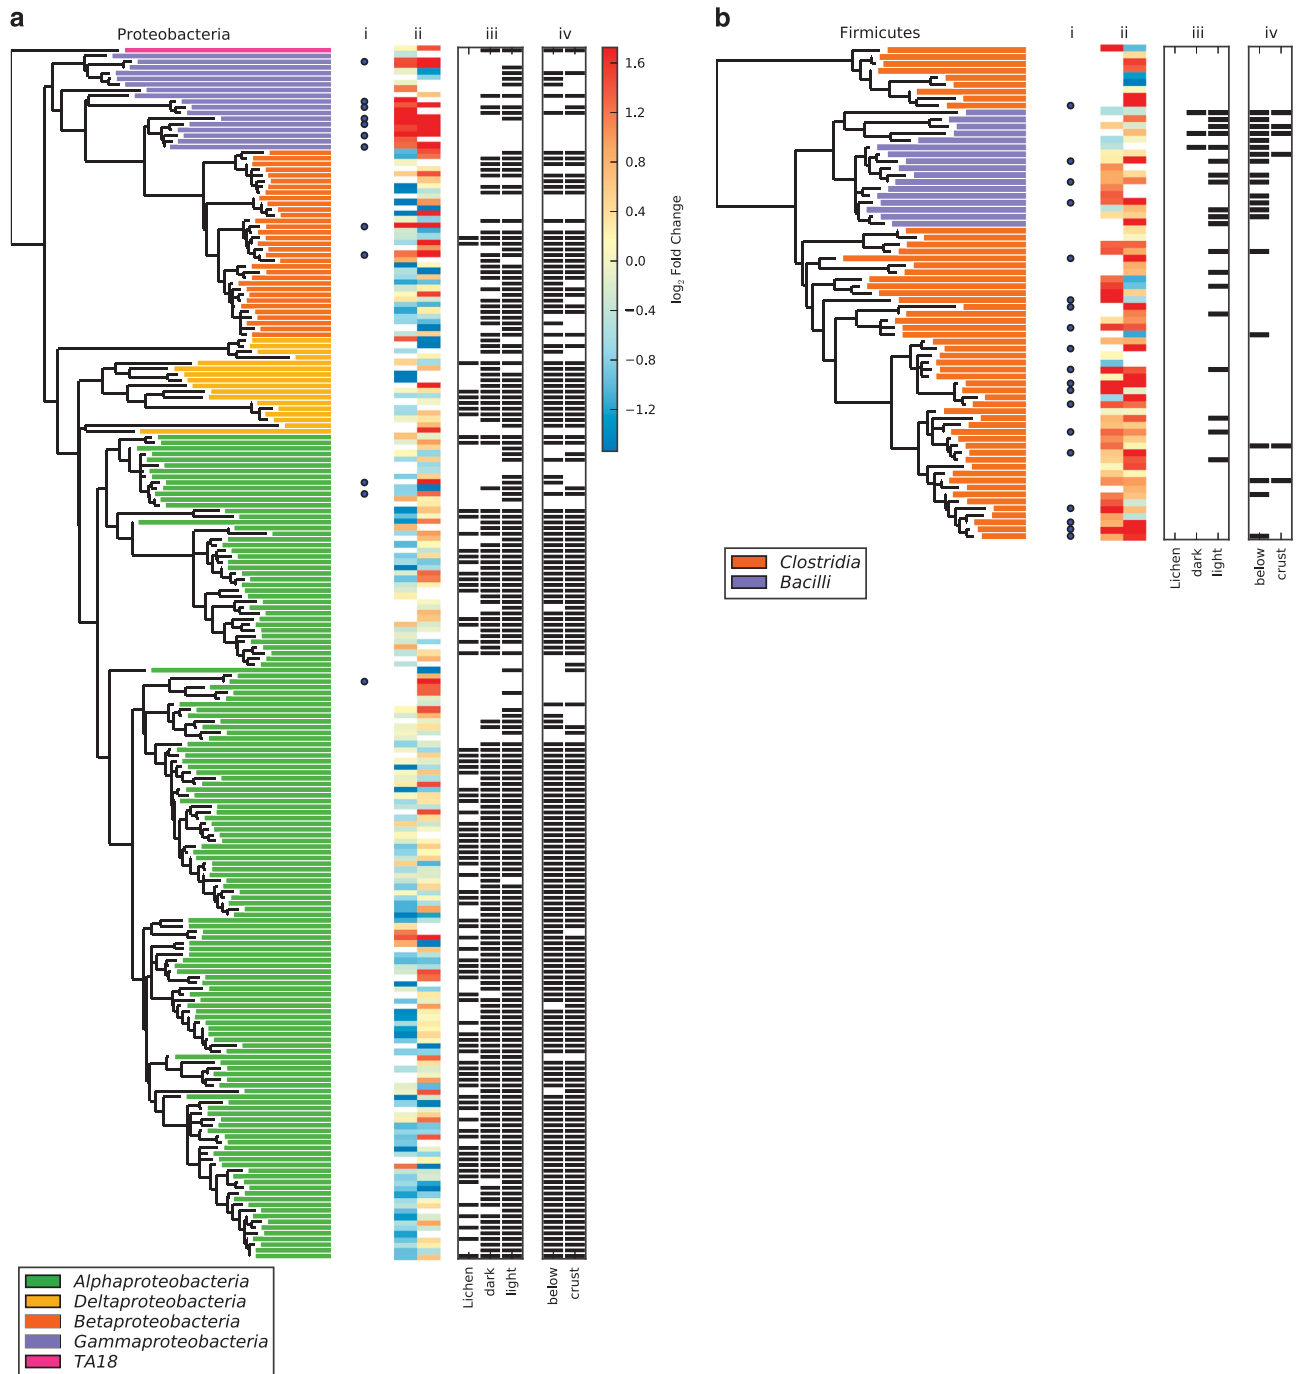 a
Proteobacteria
i
ii
iii
iv
1.6
1.2
0.8
0.4
0.0
−0.4
−0.8
−1.2
log2 Fold Change
Lichen
dark
light
below
crust
Alphaproteobacteria
Deltaproteobacteria
Betaproteobacteria
Gammaproteobacteria
TA18
b
Firmicutes
i
ii
iii
iv
Lichen
dark
light
below
crust
Clostridia
Bacilli